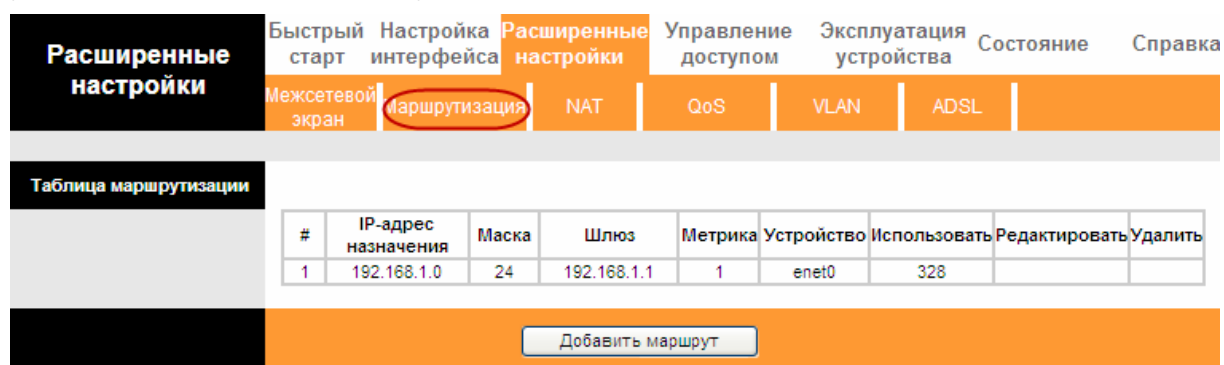 Расширенные настройки
Быстрый старт
Настройка интерфейса
Расширенные настройки
Управление доступом
Эксплуатация устройства
Состояние
Справка
Межсетевой экран
Маршрутизация
NAT
QoS
VLAN
ADSL
Таблица маршрутизации
# IP-адрес назначения Маска Шлюз Метрика Устройство Использовать Редактировать Удалить
1 192.168.1.0 24 192.168.1.1 1 enet0 328
Добавить маршрут